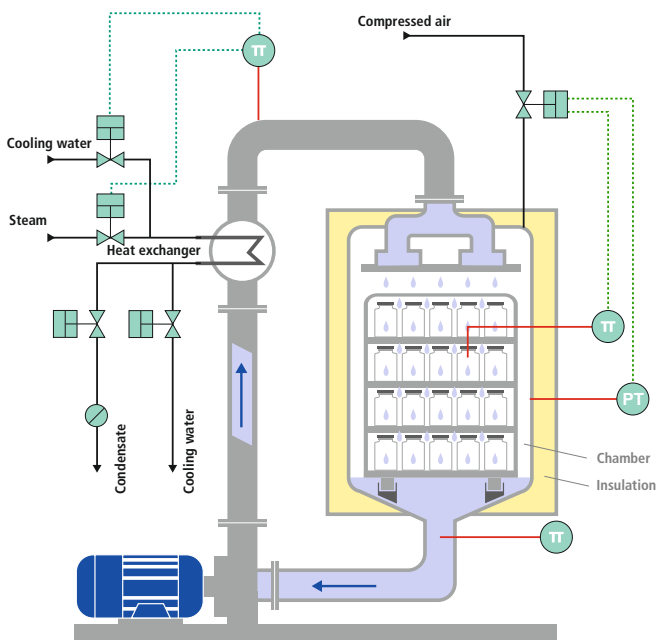 Compressed air
TT
Cooling water
Steam
Heat exchanger
TT
PT
Condensate
Cooling water
Chamber
Insulation
TT